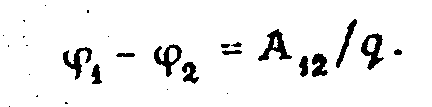 φ₁ − φ₂ = A₁₂/q.